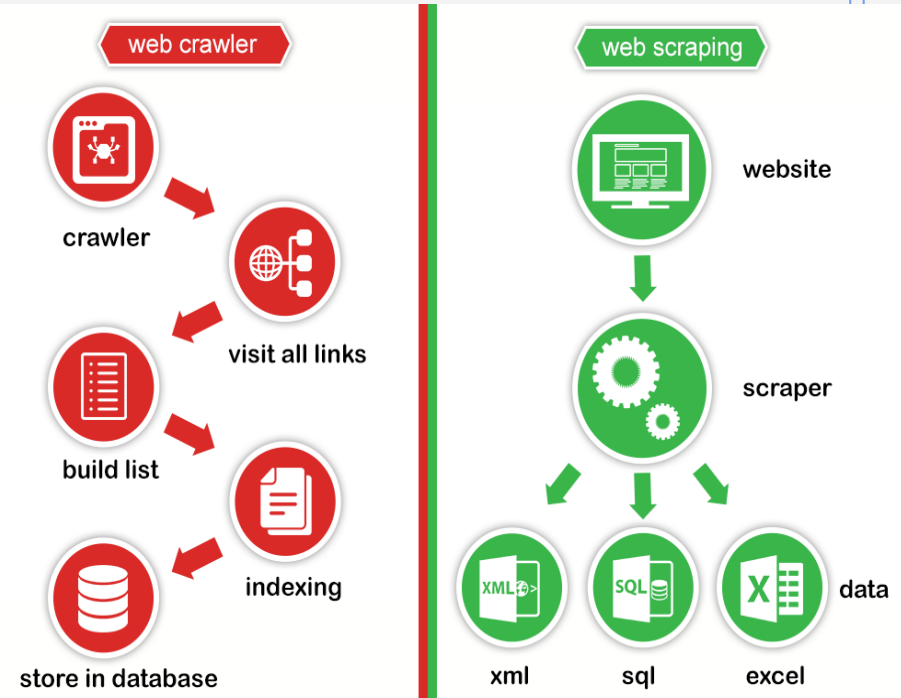 web crawler
crawler
visit all links
build list
indexing
store in database
web scraping
website
scraper
XML
SQL
X
data
xml
sql
excel